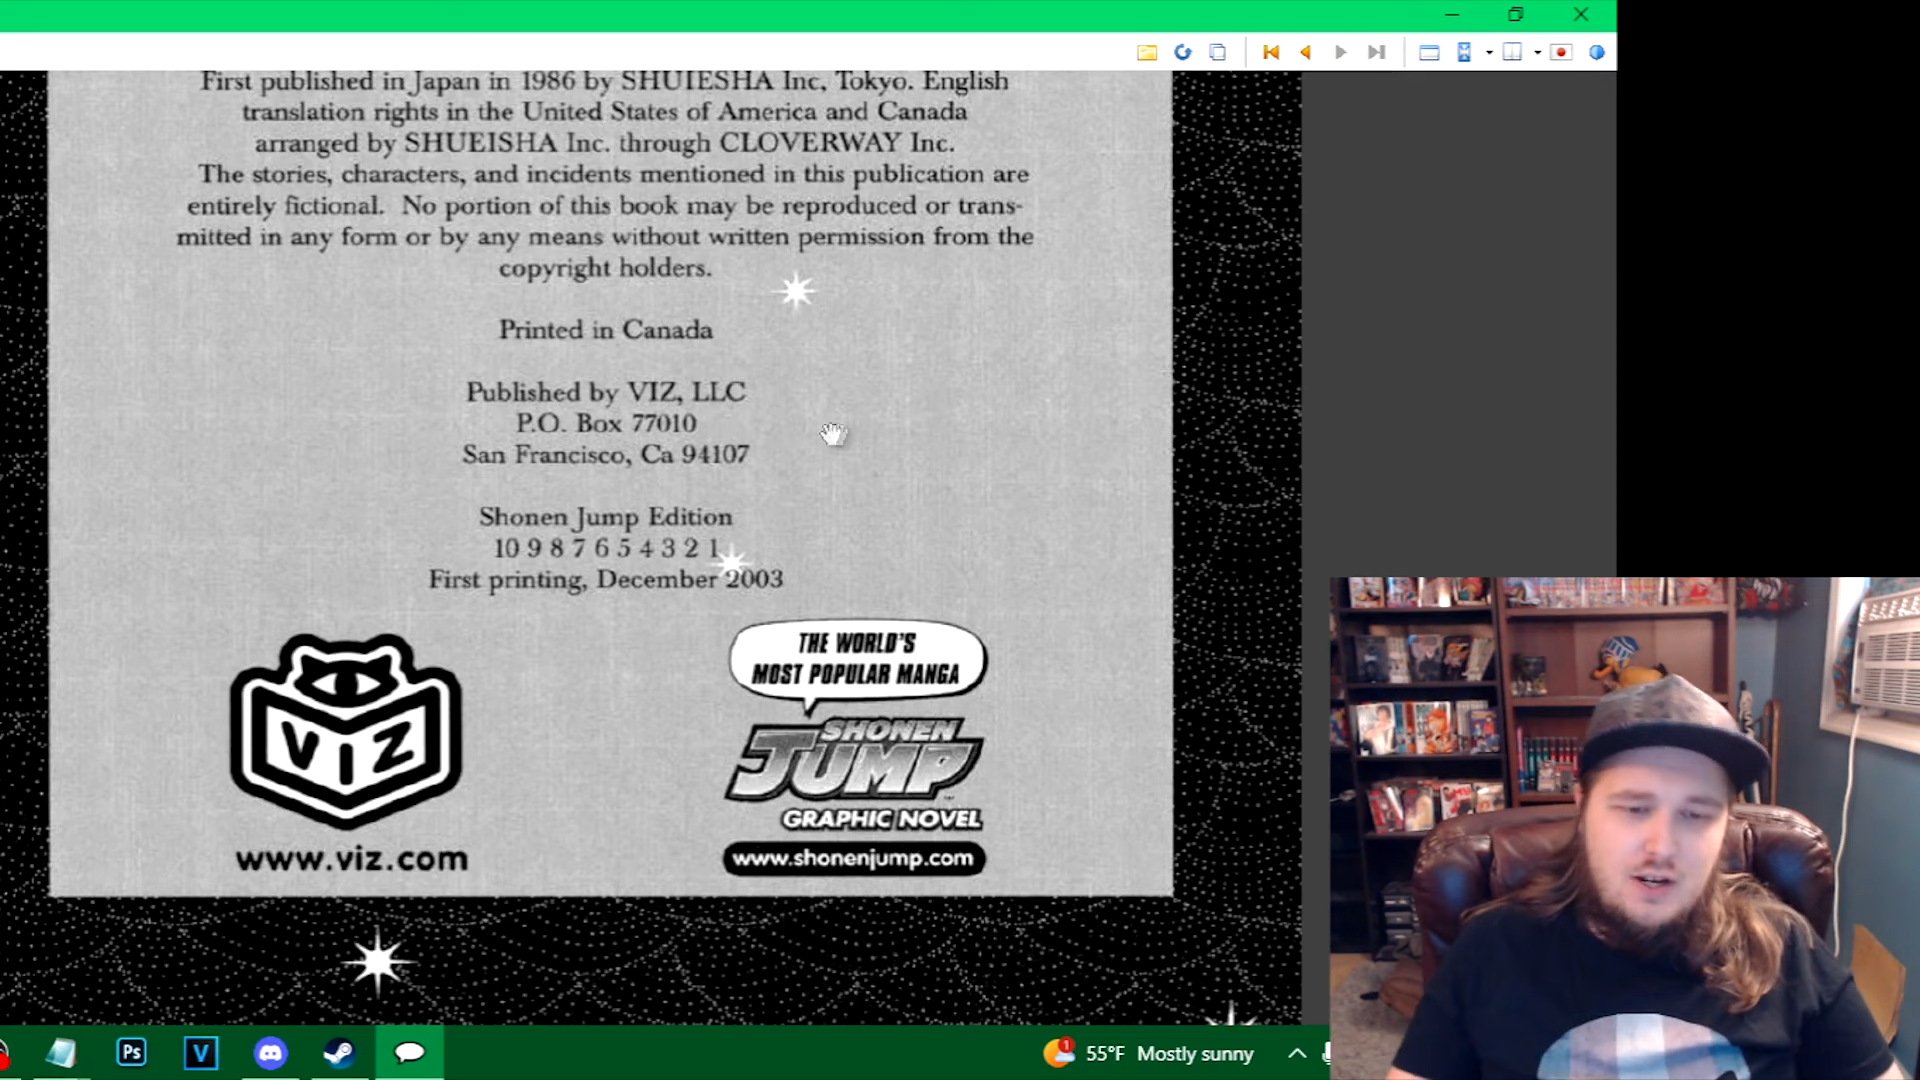 First published in Japan in 1986 by SHUIESHA Inc, Tokyo. English
translation rights in the United States of America and Canada
arranged by SHUEISHA Inc. through CLOVERWAY Inc.
The stories, characters, and incidents mentioned in this publication are
entirely fictional. No portion of this book may be reproduced or trans-
mitted in any form or by any means without written permission from the
copyright holders.
Printed in Canada
Published by VIZ, LLC
P.O. Box 77010
San Francisco, Ca 94107
Shonen Jump Edition
10 9 8 7 6 5 4 3 2 1
First printing, December 2003
VIZ
www.viz.com
THE WORLD'S
MOST POPULAR MANGA
SHONEN
JUMP
GRAPHIC NOVEL
www.shonenjump.com
Ps
V
1
55°F Mostly sunny